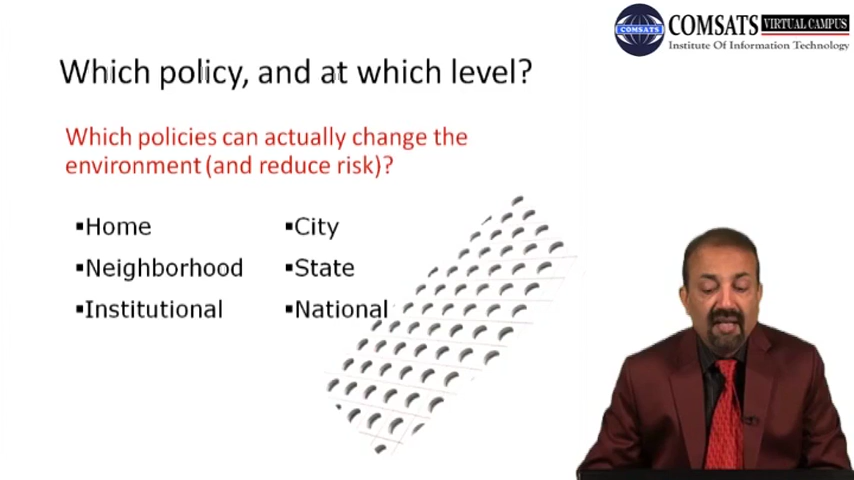 COMSATS VIRTUAL CAMPUS
COMSATS
Institute Of Information Technology
Which policy, and at which level?
Which policies can actually change the
environment (and reduce risk)?
▪Home
▪Neighborhood
▪Institutional
▪City
▪State
▪National